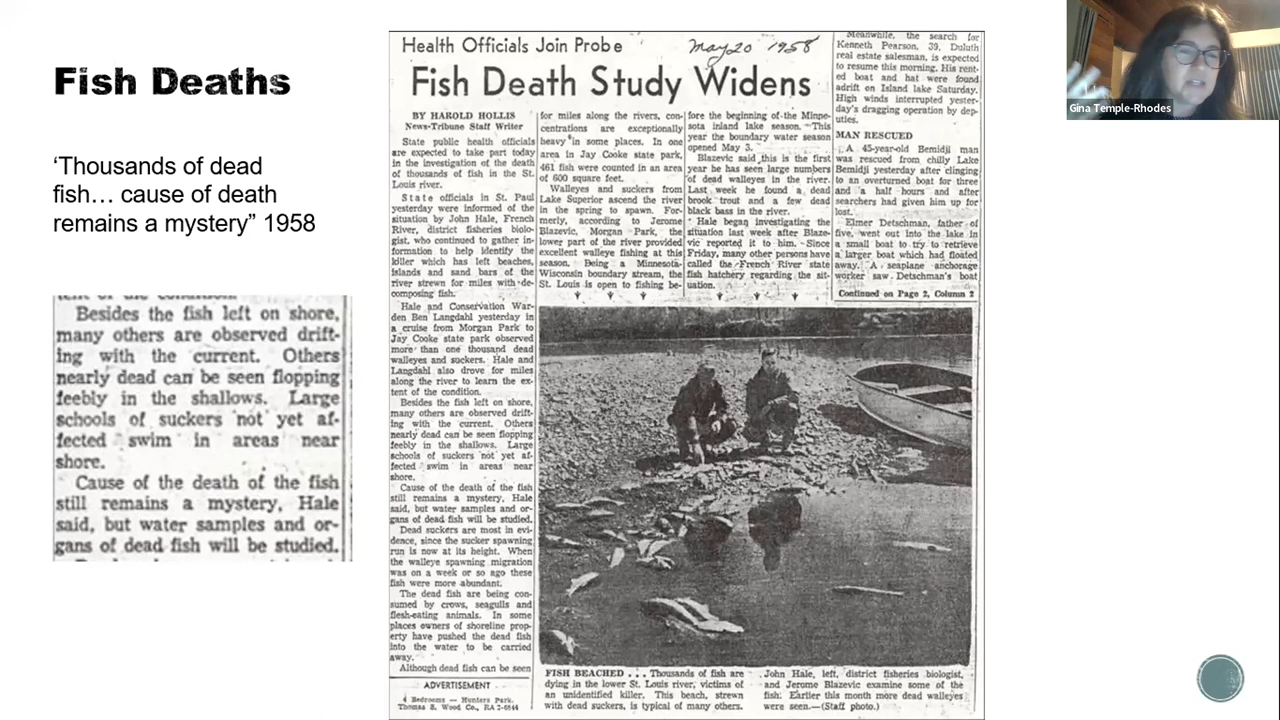 Fish Deaths
‘Thousands of dead
fish… cause of death
remains a mystery” 1958
tent of the condition.
Besides the fish left on shore,
many others are observed drift-
ing with the current. Others
nearly dead can be seen flopping
feebly in the shallows. Large
schools of suckers not yet af-
fected swim in areas near
shore.
Cause of the death of the fish
still remains a mystery, Hale
said, but water samples and or-
gans of dead fish will be studied.
Health Officials Join Probe
May 20 1958
Fish Death Study Widens
BY HAROLD HOLLIS
News-Tribune Staff Writer
State public health officials
are expected to take part today
in the investigation of the death
of thousands of fish in the St.
Louis river.
State officials in St. Paul
yesterday were informed of the
situation by John Hale, French
River, district fisheries biolo-
gist, who continued to gather in-
formation to help identify the
killer which has left beaches,
islands and sand bars of the
river strewn for miles with de-
composing fish.
Hale and Conservation War-
den Ben Langdahl yesterday in
a cruise from Morgan Park to
Jay Cooke state park observed
more than one thousand dead
walleyes and suckers. Hale and
Langdahl also drove for miles
along the river to learn the ex-
tent of the condition.
Besides the fish left on shore,
many others are observed drift-
ing with the current. Others
nearly dead can be seen flopping
feebly in the shallows. Large
schools of suckers not yet af-
fected swim in areas near
shore.
Cause of the death of the fish
still remains a mystery, Hale
said, but water samples and or-
gans of dead fish will be studied.
Dead suckers are most in evi-
dence, since the sucker spawning
run is now at its height. When
the walleye spawning migration
was on a week or so ago these
fish were more abundant.
The dead fish are being con-
sumed by crows, seagulls and
flesh-eating animals. In some
places owners of shoreline prop-
erty have pushed the dead fish
into the water to be carried
away.
Although dead fish can be seen
ADVERTISEMENT
4 Bedrooms — Hunters Park.
Thomas S. Wood Co., RA
for miles along the rivers, con-
centrations are exceptionally
heavy in some places. In one
area in Jay Cooke state park,
461 fish were counted in an area
of 600 square feet.
Walleyes and suckers from
Lake Superior ascend the river
in the spring to spawn. For-
merly, according to Jerome
Blazevic, Morgan Park, the
lower part of the river provided
excellent walleye fishing at this
season. Being a Minnesota-
Wisconsin boundary stream, the
St. Louis is open to fishing be-
fore the beginning of the Minne-
sota inland lake season. This
year the boundary water season
opened May 3.
Blazevic said this is the first
year he has seen large numbers
of dead walleyes in the river.
Last week he found a dead
brook trout and a few dead
black bass in the river.
Hale began investigating the
situation last week after Blaze-
vic reported it to him. Since
Friday, many other persons have
called the French River state
fish hatchery regarding the sit-
uation.
Meanwhile, the search for
Kenneth Pearson, 39, Duluth
real estate salesman, is expected
to resume this morning. His rent-
ed boat and hat were found
adrift on Island lake Saturday.
High winds interrupted yester-
day's dragging operation by dep-
uties.
MAN RESCUED
A 45-year-old Bemidji man
was rescued from chilly Lake
Bemidji yesterday after clinging
to an overturned boat for three
and a half hours and after
searchers had given him up for
lost.
Elmer Detschman, father of
five, went out into the lake in
a small boat to try to retrieve
a larger boat which had floated
away. A seaplane anchorage
worker saw Detschman's boat
Continued on Page 2, Column 2
FISH BEACHED . . . Thousands of fish are
dying in the lower St. Louis river, victims of
an unidentified killer. This beach, strewn
with dead suckers, is typical of many others.
John Hale, left, district fisheries biologist,
and Jerome Blazevic examine some of the
fish. Earlier this month more dead walleyes
were seen.—(Staff photo.)
Gina Temple-Rhodes